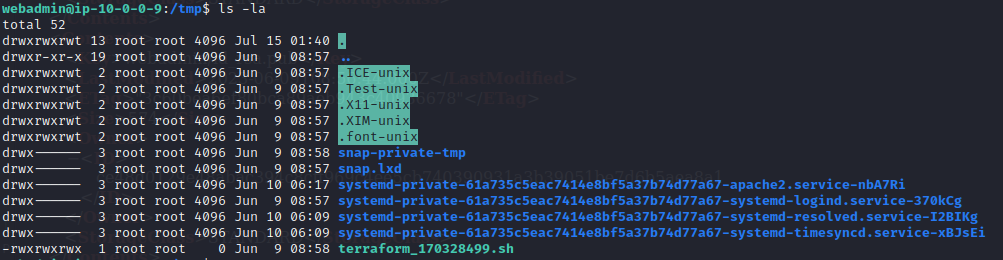 webadmin@ip-10-0-0-9:/tmp$ ls -la
total 52
drwxrwxrwt 13 root root 4096 Jul 15 01:40 .
drwxr-xr-x 19 root root 4096 Jun  9 08:57 ..
drwxrwxrwt  2 root root 4096 Jun  9 08:57 .ICE-unix
drwxrwxrwt  2 root root 4096 Jun  9 08:57 .Test-unix
drwxrwxrwt  2 root root 4096 Jun  9 08:57 .X11-unix
drwxrwxrwt  2 root root 4096 Jun  9 08:57 .XIM-unix
drwxrwxrwt  2 root root 4096 Jun  9 08:57 .font-unix
drwx------  3 root root 4096 Jun  9 08:58 snap-private-tmp
drwx------  3 root root 4096 Jun  9 08:57 snap.lxd
drwx------  3 root root 4096 Jun 10 06:17 systemd-private-61a735c5eac7414e8bf5a37b74d77a67-apache2.service-nbA7Ri
drwx------  3 root root 4096 Jun  9 08:57 systemd-private-61a735c5eac7414e8bf5a37b74d77a67-systemd-logind.service-370kCg
drwx------  3 root root 4096 Jun 10 06:09 systemd-private-61a735c5eac7414e8bf5a37b74d77a67-systemd-resolved.service-I2BIKg
drwx------  3 root root 4096 Jun 10 06:09 systemd-private-61a735c5eac7414e8bf5a37b74d77a67-systemd-timesyncd.service-xBJsEi
-rwxrwxrwx  1 root root    0 Jun  9 08:58 terraform_170328499.sh